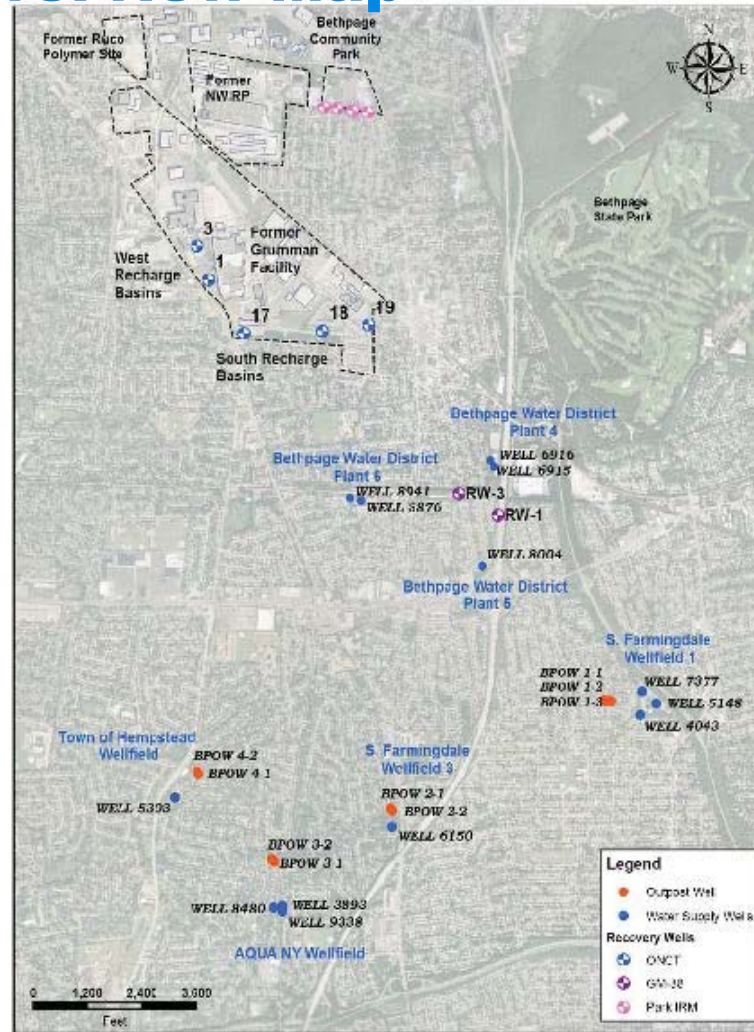 Former Ruco
Polymer Site
Bethpage
Community
Park
Former
NWIRP
N
W
E
S
Bethpage
State Park
3
1
Former
Grumman
Facility
West
Recharge
Basins
17
18
19
South Recharge
Basins
Bethpage Water District
Plant 4
WELL 6916
WELL 6915
Bethpage Water District
Plant 6
WELL 8941
WELL 3876
RW-3
RW-1
WELL 8004
Bethpage Water District
Plant 5
S. Farmingdale
Wellfield 1
BPOW 1-1
BPOW 1-2
BPOW 1-3
WELL 7377
WELL 5148
WELL 4043
Town of Hempstead
Wellfield
BPOW 4-2
BPOW 4-1
WELL 5303
S. Farmingdale
Wellfield 3
BPOW 2-1
BPOW 2-2
WELL 6150
BPOW 3-2
BPOW 3-1
WELL 8480
WELL 3893
WELL 9338
AQUA NY Wellfield
Legend
Outpost Well
Water Supply Wells
Recovery Wells
ONCT
GM-38
Park IRM
0 1,200 2,400 3,600
Feet